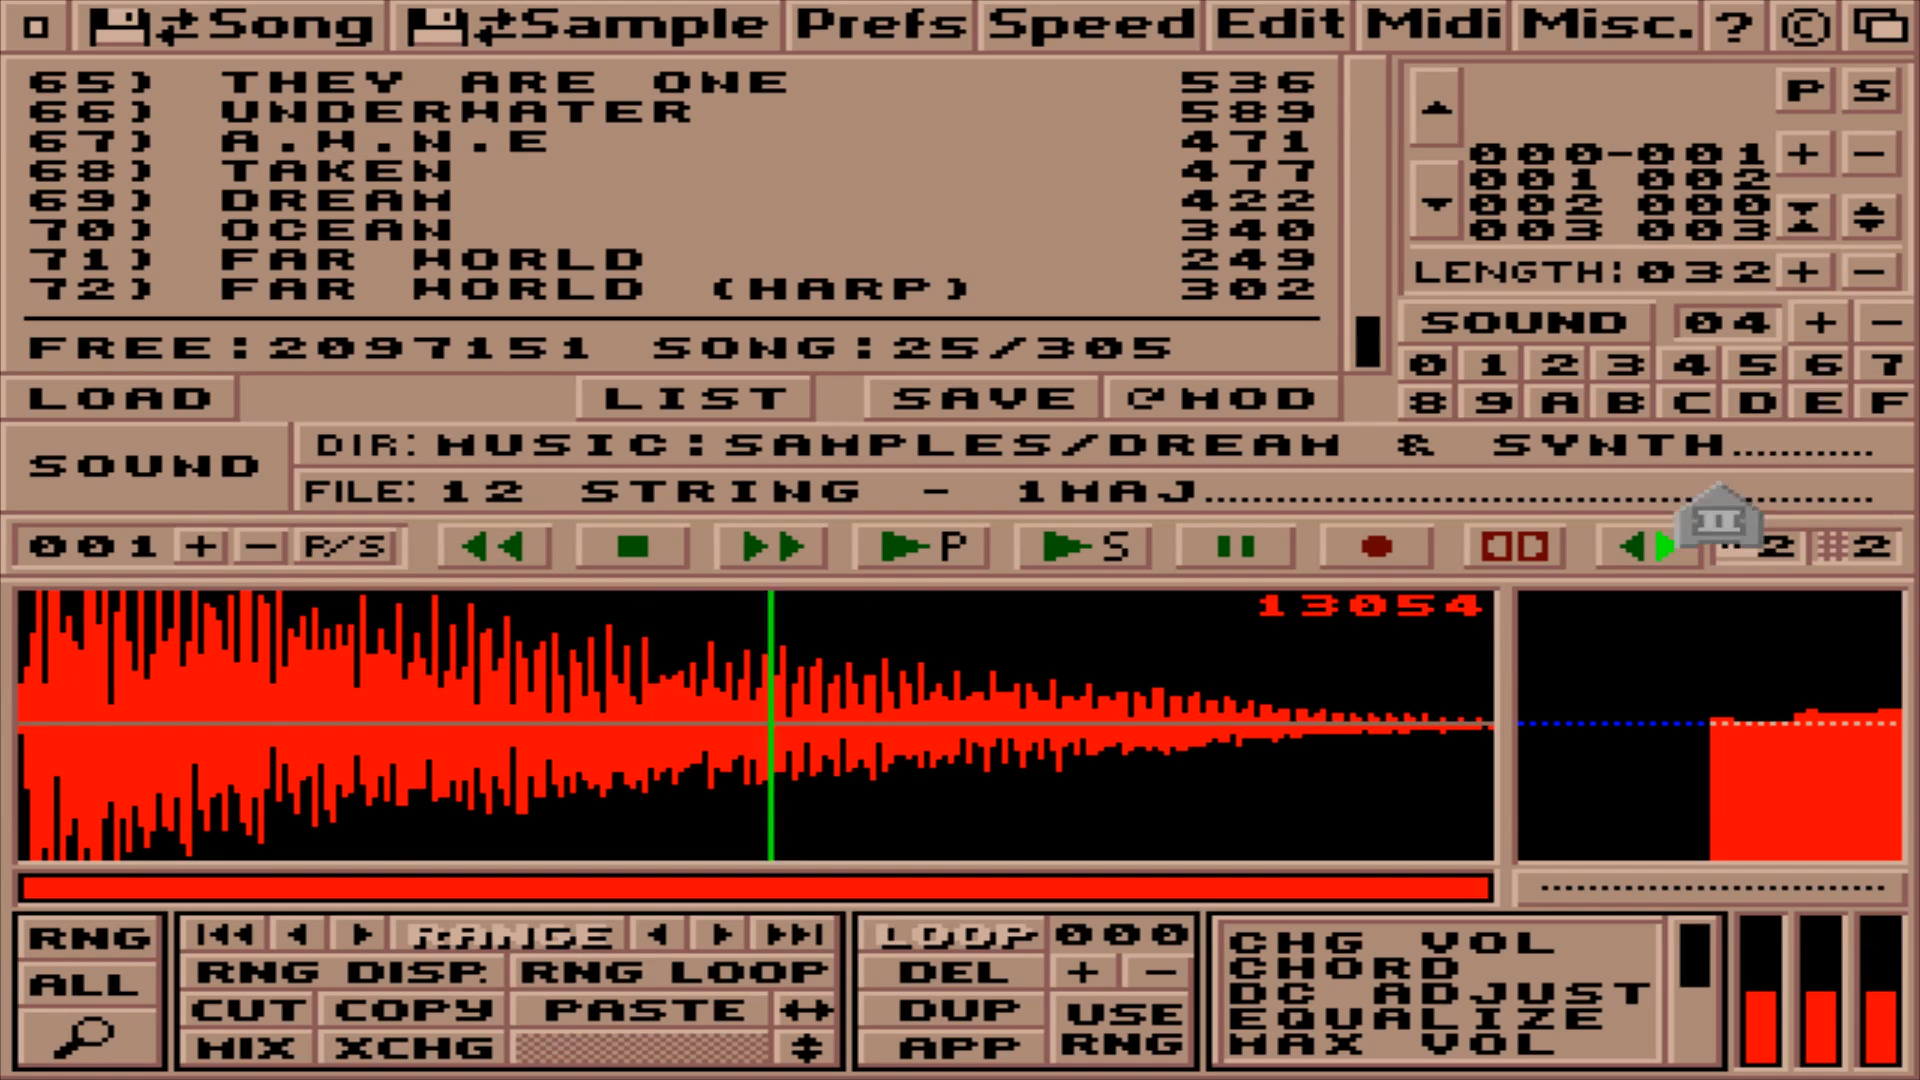 Song Sample Prefs Speed Edit Midi Misc. ? ©
65) THEY ARE ONE 536
66) UNDERWATER 589
67) A.W.N.E 471
68) TAKEN 477
69) DREAM 422
70) OCEAN 340
71) FAR WORLD 249
72) FAR WORLD (HARP) 302
FREE:2097151 SONG:25/305
LOAD LIST SAVE MOD
P S
000-001 + -
001 002
002 000
003 003
LENGTH:032 + -
SOUND 04 + -
0 1 2 3 4 5 6 7
8 9 A B C D E F
SOUND
DIR: MUSIC:SAMPLES/DREAM & SYNTH............
FILE: 12 STRING - 1MAJ
001 + - P/S P S 2 2
13054
RNG
ALL
RANGE
RNG DISP. RNG LOOP
CUT COPY PASTE
MIX XCHG
LOOP 000
DEL + -
DUP USE
APP RNG
CHG VOL
CHORD
DC ADJUST
EQUALIZE
MAX VOL